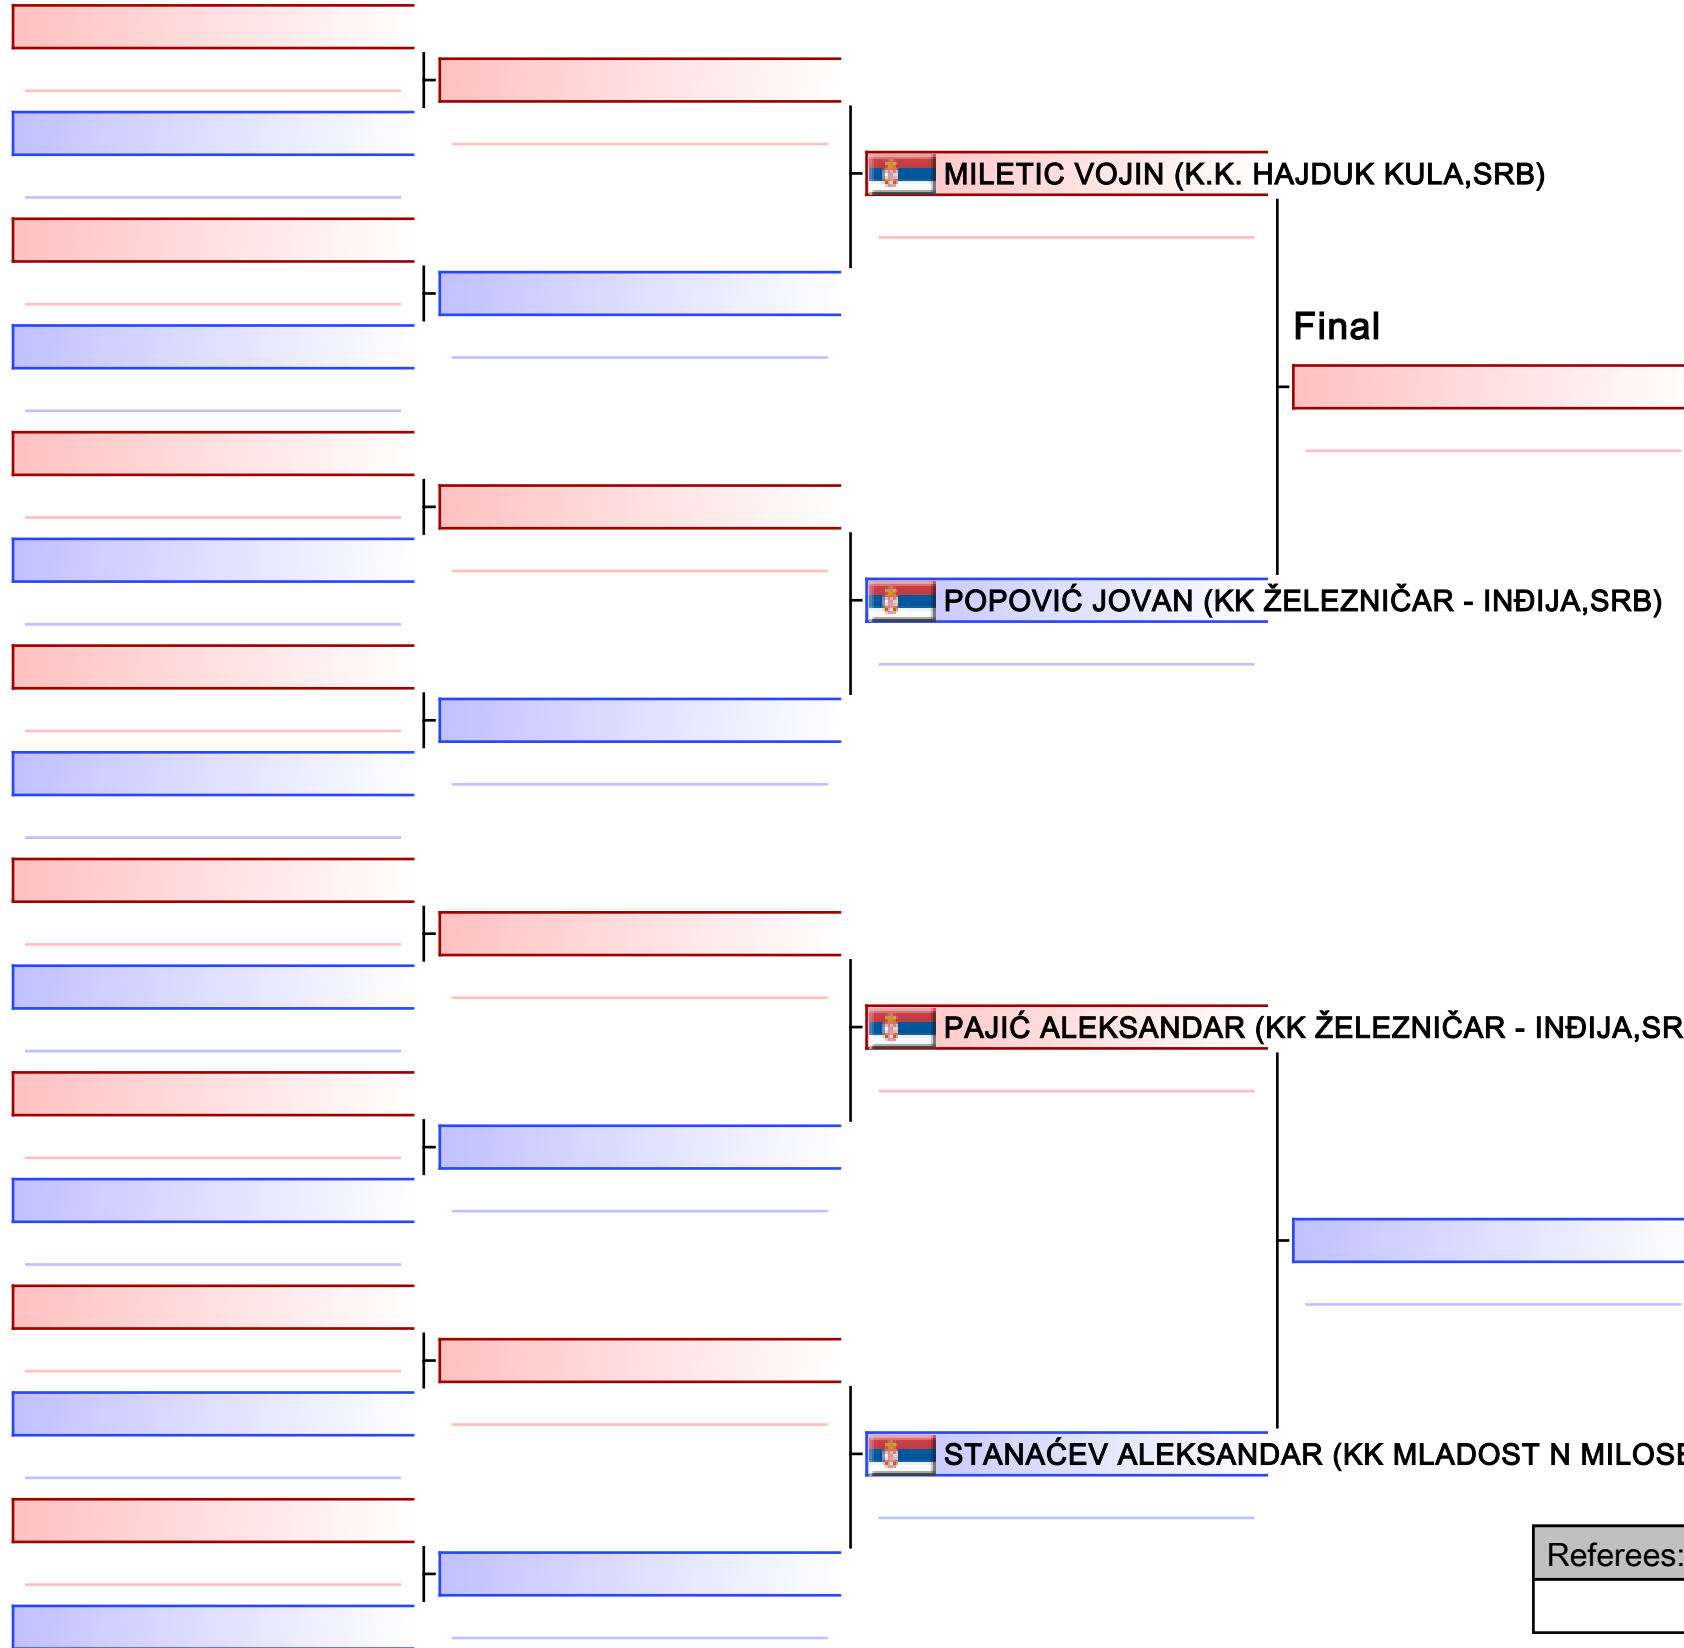 MILETIC VOJIN (K.K. HAJDUK KULA,SRB)
Final
POPOVIĆ JOVAN (KK ŽELEZNIČAR - INĐIJA,SRB)
PAJIĆ ALEKSANDAR (KK ŽELEZNIČAR - INĐIJA,SR
STANAĆEV ALEKSANDAR (KK MLADOST N MILOSE
Referees: